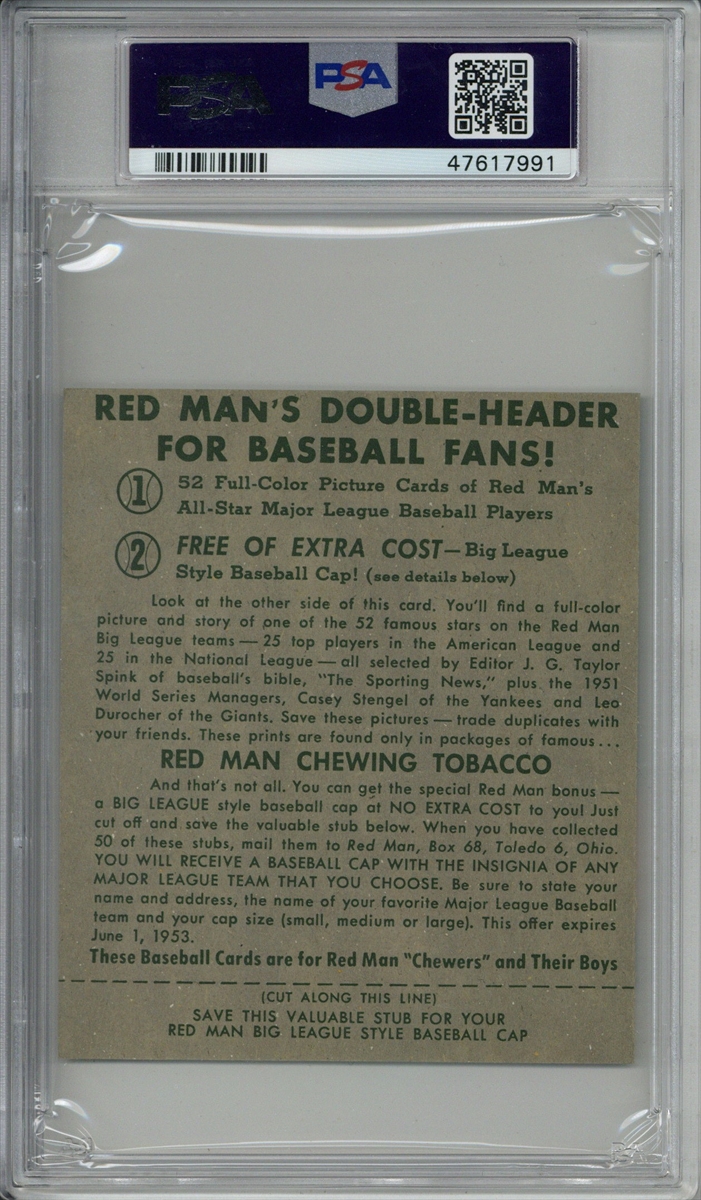 PSA
PSA
47617991
RED MAN'S DOUBLE-HEADER
FOR BASEBALL FANS!
1 52 Full-Color Picture Cards of Red Man's
All-Star Major League Baseball Players
2 FREE OF EXTRA COST—Big League
Style Baseball Cap! (see details below)
Look at the other side of this card. You'll find a full-color
picture and story of one of the 52 famous stars on the Red Man
Big League teams — 25 top players in the American League and
25 in the National League — all selected by Editor J. G. Taylor
Spink of baseball's bible, "The Sporting News," plus the 1951
World Series Managers, Casey Stengel of the Yankees and Leo
Durocher of the Giants. Save these pictures — trade duplicates with
your friends. These prints are found only in packages of famous...
RED MAN CHEWING TOBACCO
And that's not all. You can get the special Red Man bonus —
a BIG LEAGUE style baseball cap at NO EXTRA COST to you! Just
cut off and save the valuable stub below. When you have collected
50 of these stubs, mail them to Red Man, Box 68, Toledo 6, Ohio.
YOU WILL RECEIVE A BASEBALL CAP WITH THE INSIGNIA OF ANY
MAJOR LEAGUE TEAM THAT YOU CHOOSE. Be sure to state your
name and address, the name of your favorite Major League Baseball
team and your cap size (small, medium or large). This offer expires
June 1, 1953.
These Baseball Cards are for Red Man "Chewers" and Their Boys
(CUT ALONG THIS LINE)
SAVE THIS VALUABLE STUB FOR YOUR
RED MAN BIG LEAGUE STYLE BASEBALL CAP
PSA